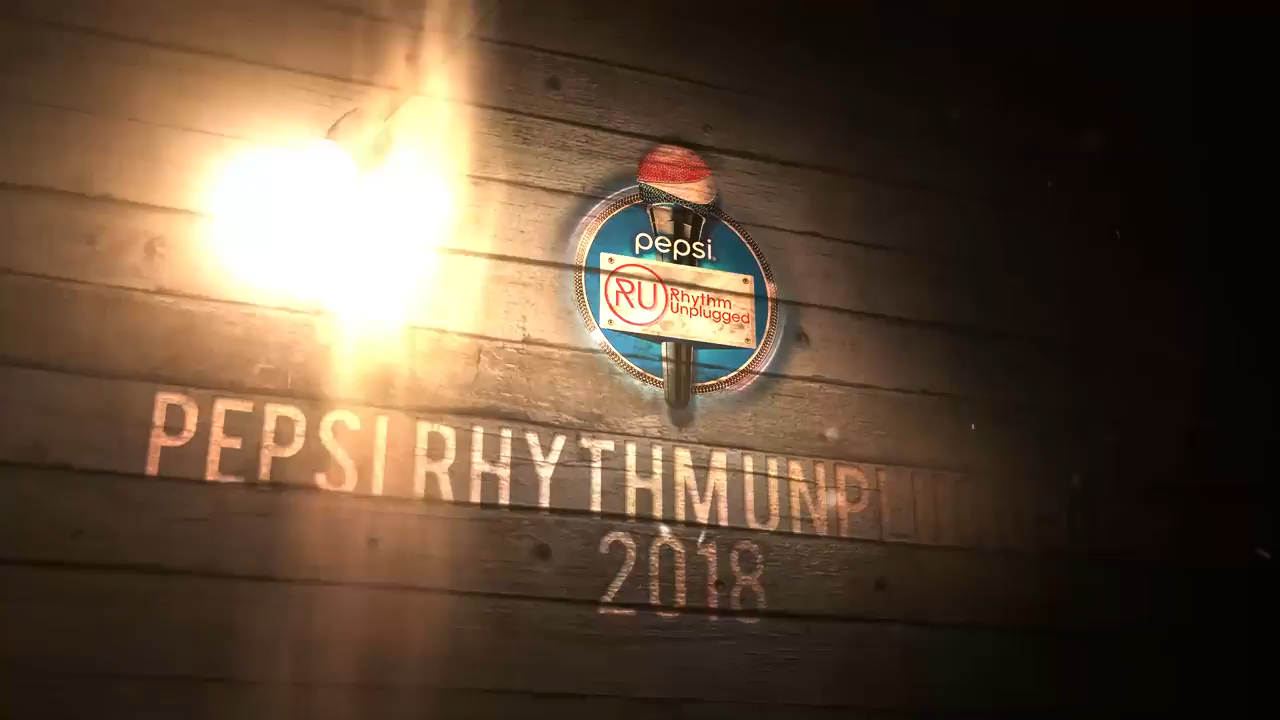 pepsi
RU Rhythm
Unplugged
PEPSI RHYTHM UNPL
2018